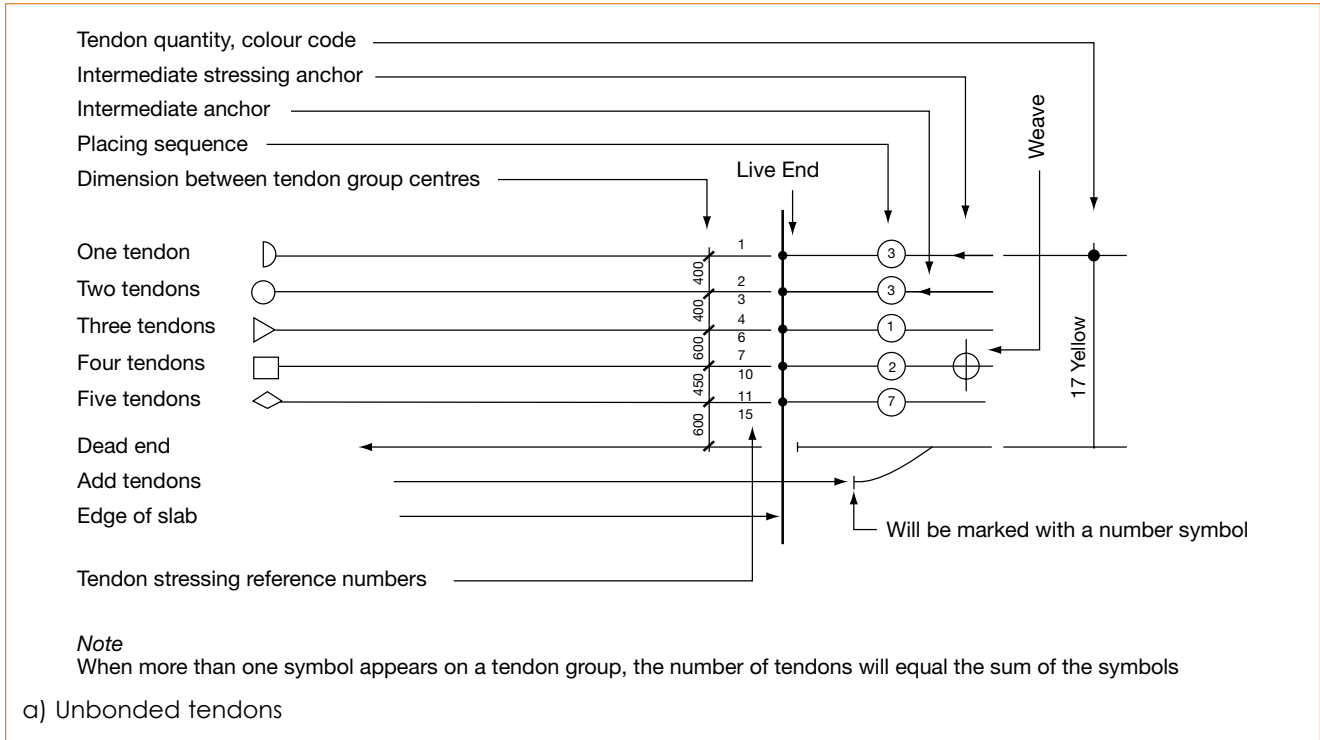 Tendon quantity, colour code
Intermediate stressing anchor
Intermediate anchor
Placing sequence
Dimension between tendon group centres
Live End
Weave
One tendon
Two tendons
Three tendons
Four tendons
Five tendons
Dead end
Add tendons
Edge of slab
400
400
600
450
600
1
2
3
4
6
7
10
11
15
3
3
1
2
7
17 Yellow
Will be marked with a number symbol
Tendon stressing reference numbers
Note
When more than one symbol appears on a tendon group, the number of tendons will equal the sum of the symbols
a) Unbonded tendons